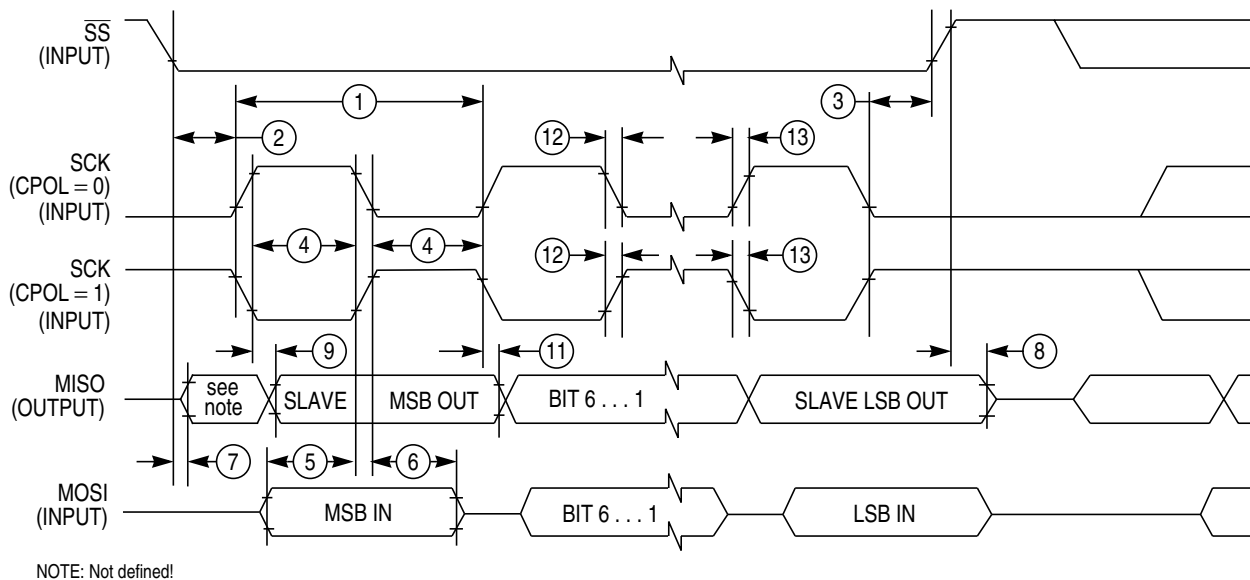 SS
(INPUT)
1
3
2
12
13
SCK
(CPOL = 0)
(INPUT)
4
4
12
13
SCK
(CPOL = 1)
(INPUT)
9
11
8
MISO
(OUTPUT)
see
note
SLAVE
MSB OUT
BIT 6 . . . 1
SLAVE LSB OUT
7
5
6
MOSI
(INPUT)
MSB IN
BIT 6 . . . 1
LSB IN
NOTE: Not defined!